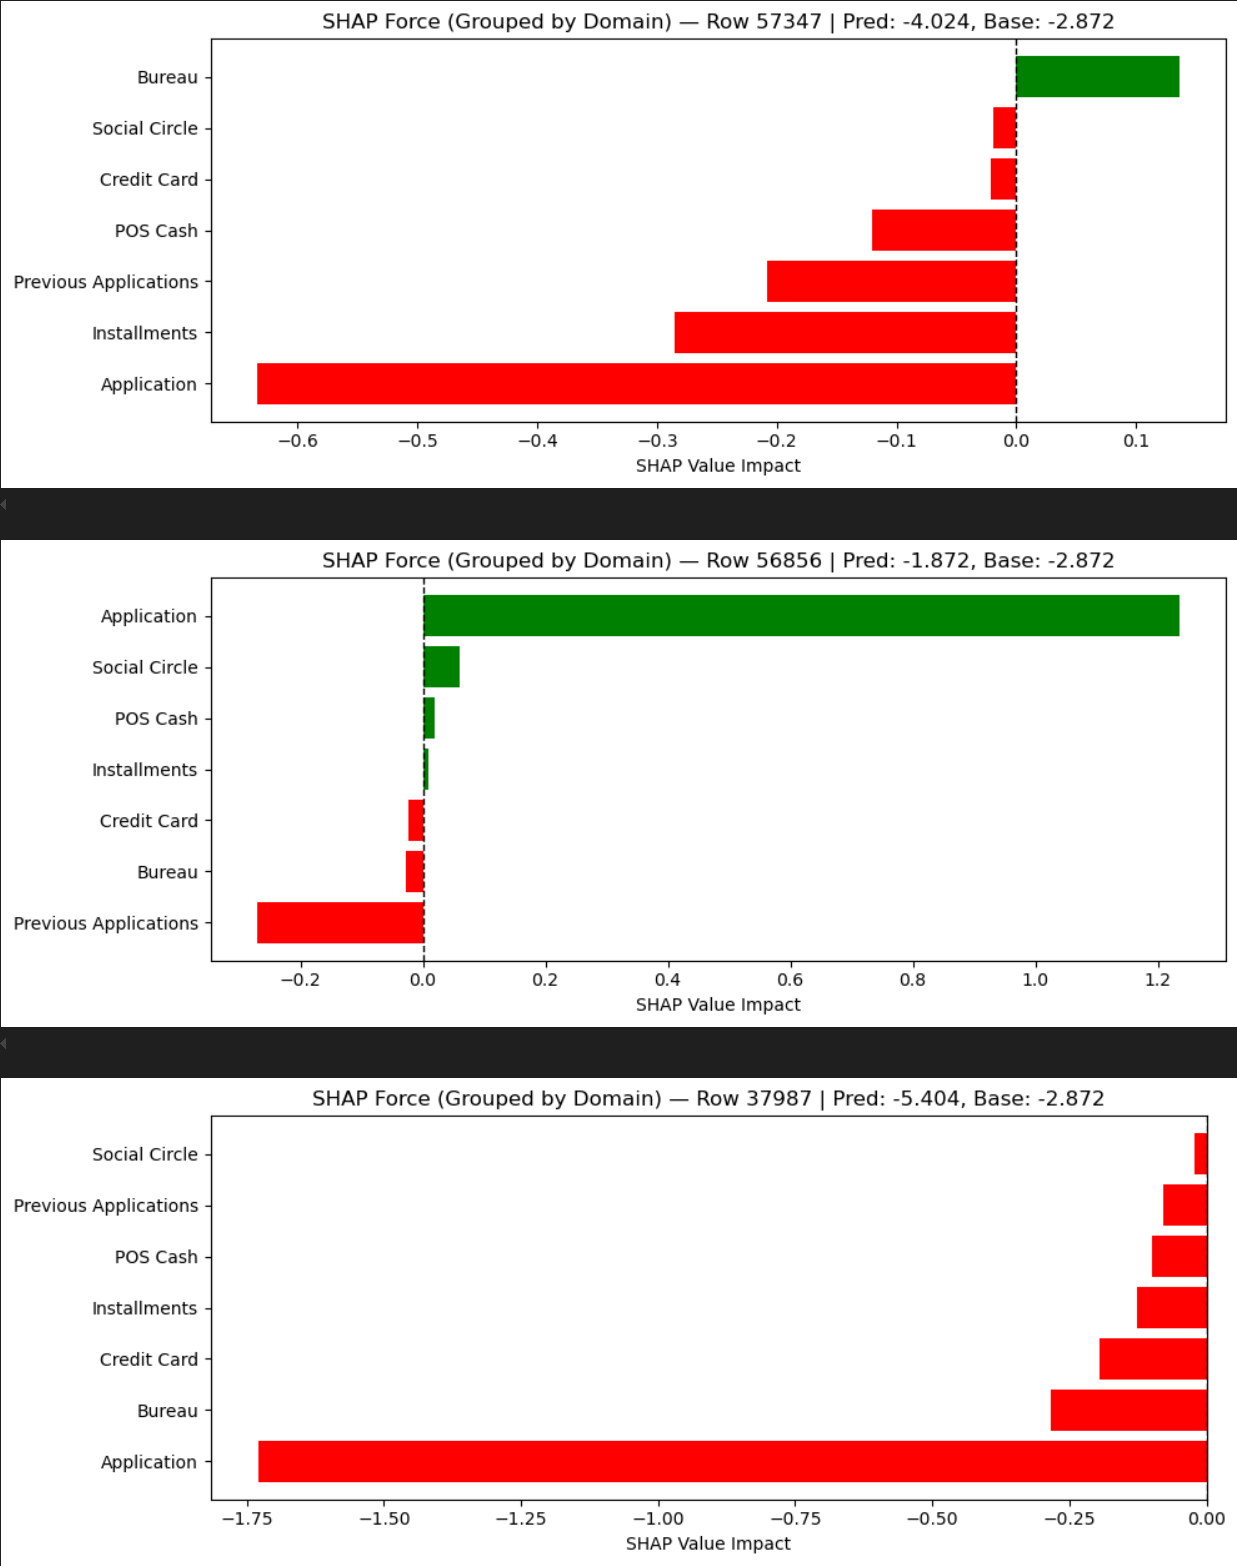 SHAP Force (Grouped by Domain) — Row 57347 | Pred: -4.024, Base: -2.872
Bureau
Social Circle
Credit Card
POS Cash
Previous Applications
Installments
Application
−0.6 −0.5 −0.4 −0.3 −0.2 −0.1 0.0 0.1
SHAP Value Impact
SHAP Force (Grouped by Domain) — Row 56856 | Pred: -1.872, Base: -2.872
Application
Social Circle
POS Cash
Installments
Credit Card
Bureau
Previous Applications
−0.2 0.0 0.2 0.4 0.6 0.8 1.0 1.2
SHAP Value Impact
SHAP Force (Grouped by Domain) — Row 37987 | Pred: -5.404, Base: -2.872
Social Circle
Previous Applications
POS Cash
Installments
Credit Card
Bureau
Application
−1.75 −1.50 −1.25 −1.00 −0.75 −0.50 −0.25 0.00
SHAP Value Impact